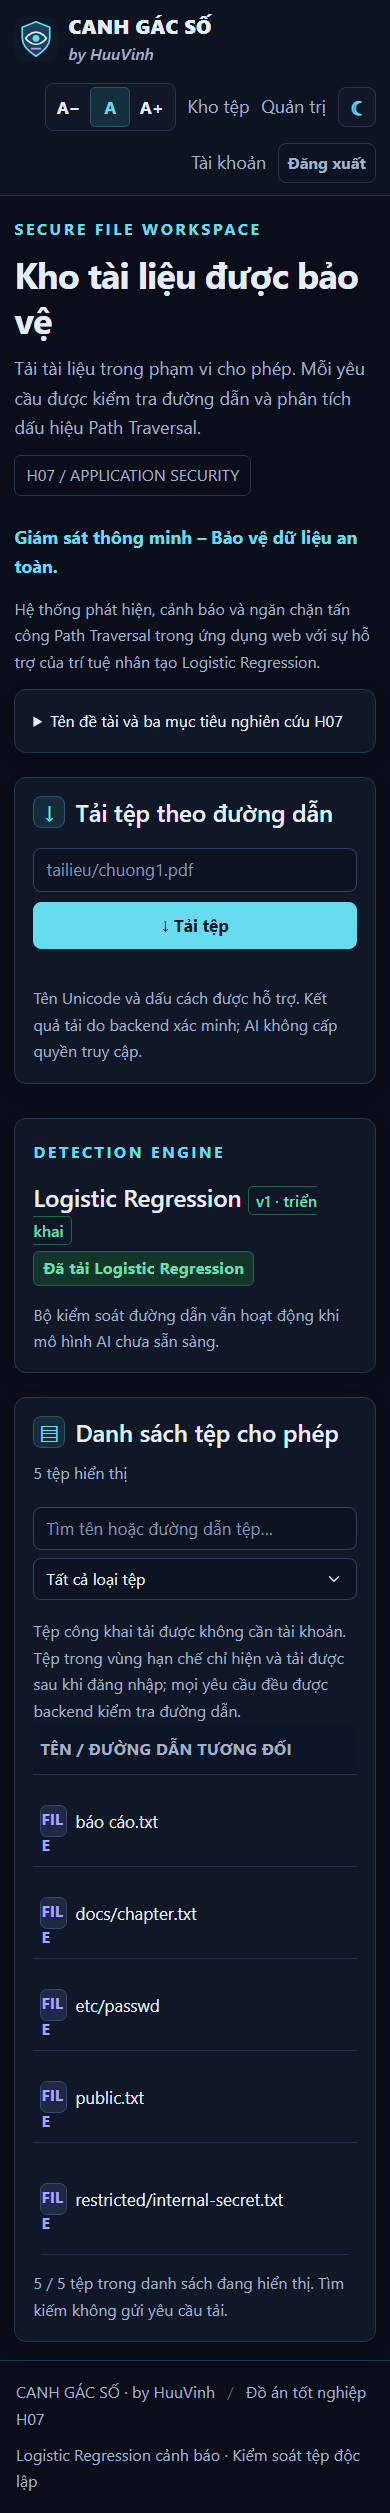 CANH GÁC SỐ
by HuuVinh
A− A A+ Kho tệp Quản trị
Tài khoản Đăng xuất
SECURE FILE WORKSPACE
Kho tài liệu được bảo
vệ
Tải tài liệu trong phạm vi cho phép. Mỗi yêu
cầu được kiểm tra đường dẫn và phân tích
dấu hiệu Path Traversal.
H07 / APPLICATION SECURITY
Giám sát thông minh – Bảo vệ dữ liệu an
toàn.
Hệ thống phát hiện, cảnh báo và ngăn chặn tấn
công Path Traversal trong ứng dụng web với sự hỗ
trợ của trí tuệ nhân tạo Logistic Regression.
▶ Tên đề tài và ba mục tiêu nghiên cứu H07
↓ Tải tệp theo đường dẫn
tailieu/chuong1.pdf
↓ Tải tệp
Tên Unicode và dấu cách được hỗ trợ. Kết
quả tải do backend xác minh; AI không cấp
quyền truy cập.
DETECTION ENGINE
Logistic Regression v1 · triển
khai
Đã tải Logistic Regression
Bộ kiểm soát đường dẫn vẫn hoạt động khi
mô hình AI chưa sẵn sàng.
Danh sách tệp cho phép
5 tệp hiển thị
Tìm tên hoặc đường dẫn tệp...
Tất cả loại tệp
Tệp công khai tải được không cần tài khoản.
Tệp trong vùng hạn chế chỉ hiện và tải được
sau khi đăng nhập; mọi yêu cầu đều được
backend kiểm tra đường dẫn.
TÊN / ĐƯỜNG DẪN TƯƠNG ĐỐI
FIL báo cáo.txt
E
FIL docs/chapter.txt
E
FIL etc/passwd
E
FIL public.txt
E
FIL restricted/internal-secret.txt
E
5 / 5 tệp trong danh sách đang hiển thị. Tìm
kiếm không gửi yêu cầu tải.
CANH GÁC SỐ · by HuuVinh / Đồ án tốt nghiệp
H07
Logistic Regression cảnh báo · Kiểm soát tệp độc
lập